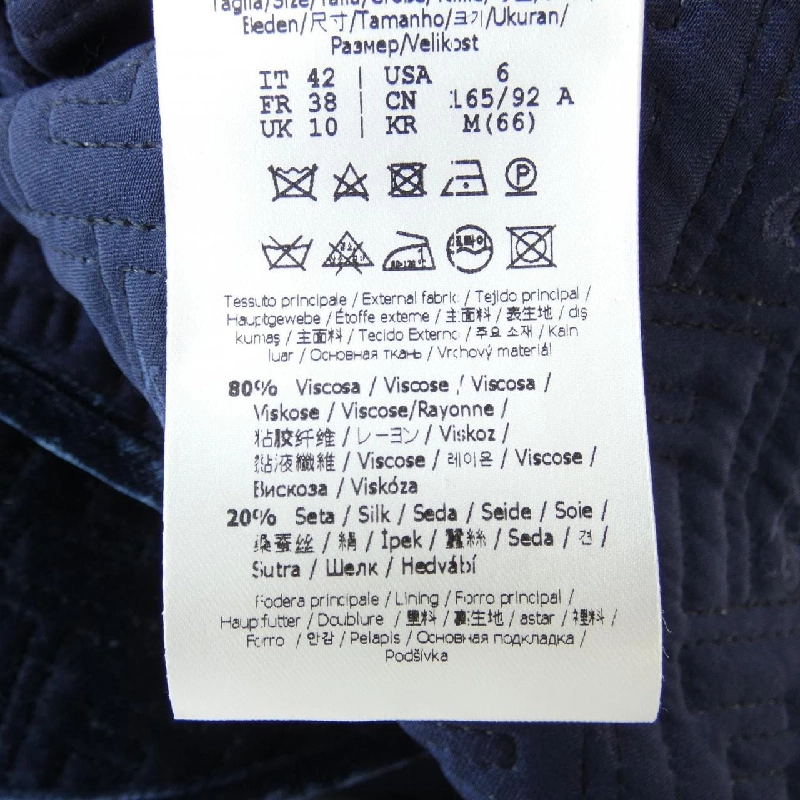 Beden/尺寸/Tamanho/크기/Ukuran/
Размер/Velikost
IT 42 | USA 6
FR 38 | CN 165/92 A
UK 10 | KR M(66)
P
Tessuto principale / External fabric / Tejido principal /
Hauptgewebe / Étoffe externe / 主面料 / 表生地 / dış
kumaş / 主面料 / Tecido Externo / 주요 소재 / Kain
luar / Основная ткань / Vrchový materiál
80% Viscosa / Viscose / Viscosa /
Viskose / Viscose/Rayonne /
粘胶纤维 / レーヨン / Viskoz /
黏液纖維 / Viscose / 레이온 / Viscose /
Вискоза / Viskóza
20% Seta / Silk / Seda / Seide / Soie /
桑蚕丝 / 絹 / İpek / 蠶絲 / Seda / 견 /
Sutra / Шелк / Hedvábí
Fodera principale / Lining / Forro principal /
Hauptfutter / Doublure / 里料 / 裏生地 / astar / 裡料 /
Forro / 안감 / Pelapis / Основная подкладка /
Podšívka